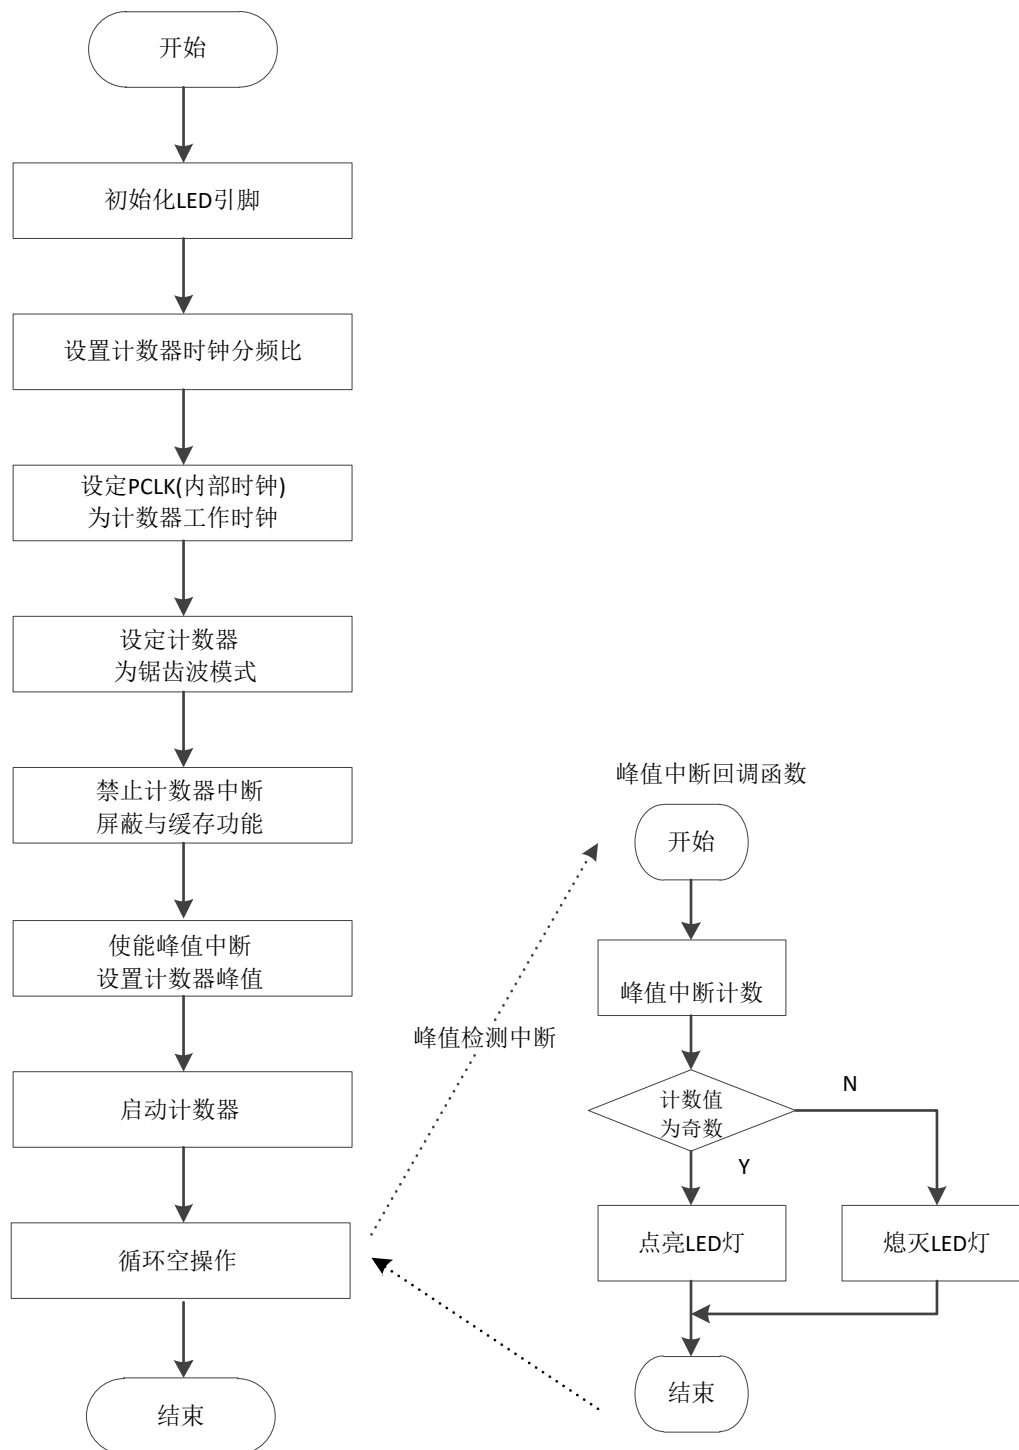 开始
初始化LED引脚
设置计数器时钟分频比
设定PCLK(内部时钟)
为计数器工作时钟
设定计数器
为锯齿波模式
禁止计数器中断
屏蔽与缓存功能
使能峰值中断
设置计数器峰值
启动计数器
循环空操作
结束
峰值检测中断
峰值中断回调函数
开始
峰值中断计数
计数值
为奇数
N
Y
点亮LED灯
熄灭LED灯
结束